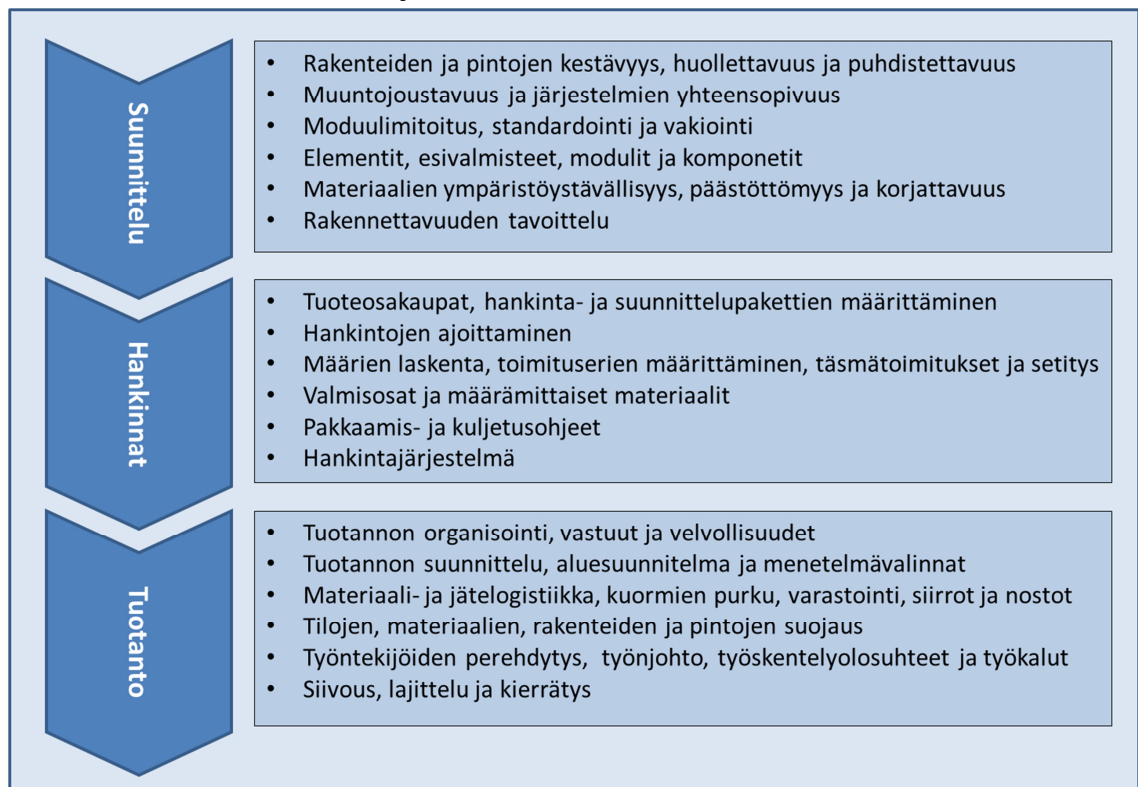 Suunnittelu
• Rakenteiden ja pintojen kestävyys, huollettavuus ja puhdistettavuus
• Muuntojoustavuus ja järjestelmien yhteensopivuus
• Moduulimitoitus, standardointi ja vakiointi
• Elementit, esivalmisteet, modulit ja komponetit
• Materiaalien ympäristöystävällisyys, päästöttömyys ja korjattavuus
• Rakennettavuuden tavoittelu
Hankinnat
• Tuoteosakaupat, hankinta- ja suunnittelupakettien määrittäminen
• Hankintojen ajoittaminen
• Määrien laskenta, toimituserien määrittäminen, täsmätoimitukset ja setitys
• Valmisosat ja määrämittaiset materiaalit
• Pakkaamis- ja kuljetusohjeet
• Hankintajärjestelmä
Tuotanto
• Tuotannon organisointi, vastuut ja velvollisuudet
• Tuotannon suunnittelu, aluesuunnitelma ja menetelmävalinnat
• Materiaali- ja jätelogistiikka, kuormien purku, varastointi, siirrot ja nostot
• Tilojen, materiaalien, rakenteiden ja pintojen suojaus
• Työntekijöiden perehdytys, työnjohto, työskentelyolosuhteet ja työkalut
• Siivous, lajittelu ja kierrätys